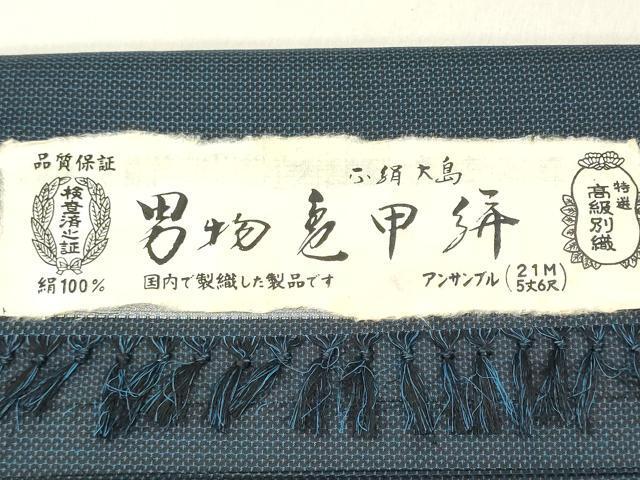 品質保証
検査済之証
絹100%
正絹大島
男物亀甲絣
国内で製織した製品です
アンサンブル(21M 5丈6尺)
特選
高級別織